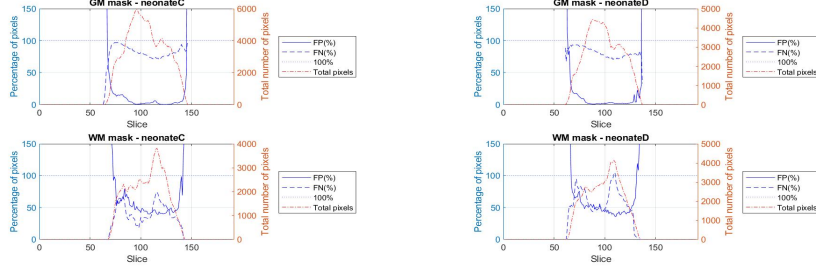 GM mask - neonateC
150
100
50
0
Percentage of pixels
6000
4000
2000
0
Total number of pixels
0 50 100 150
Slice
FP(%)
FN(%)
100%
Total pixels
GM mask - neonateD
150
100
50
0
Percentage of pixels
5000
4000
3000
2000
1000
0
Total number of pixels
0 50 100 150
Slice
FP(%)
FN(%)
100%
Total pixels
WM mask - neonateC
150
100
50
0
Percentage of pixels
4000
3000
2000
1000
0
Total number of pixels
0 50 100 150
Slice
FP(%)
FN(%)
100%
Total pixels
WM mask - neonateD
150
100
50
0
Percentage of pixels
5000
4000
3000
2000
1000
0
Total number of pixels
0 50 100 150
Slice
FP(%)
FN(%)
100%
Total pixels